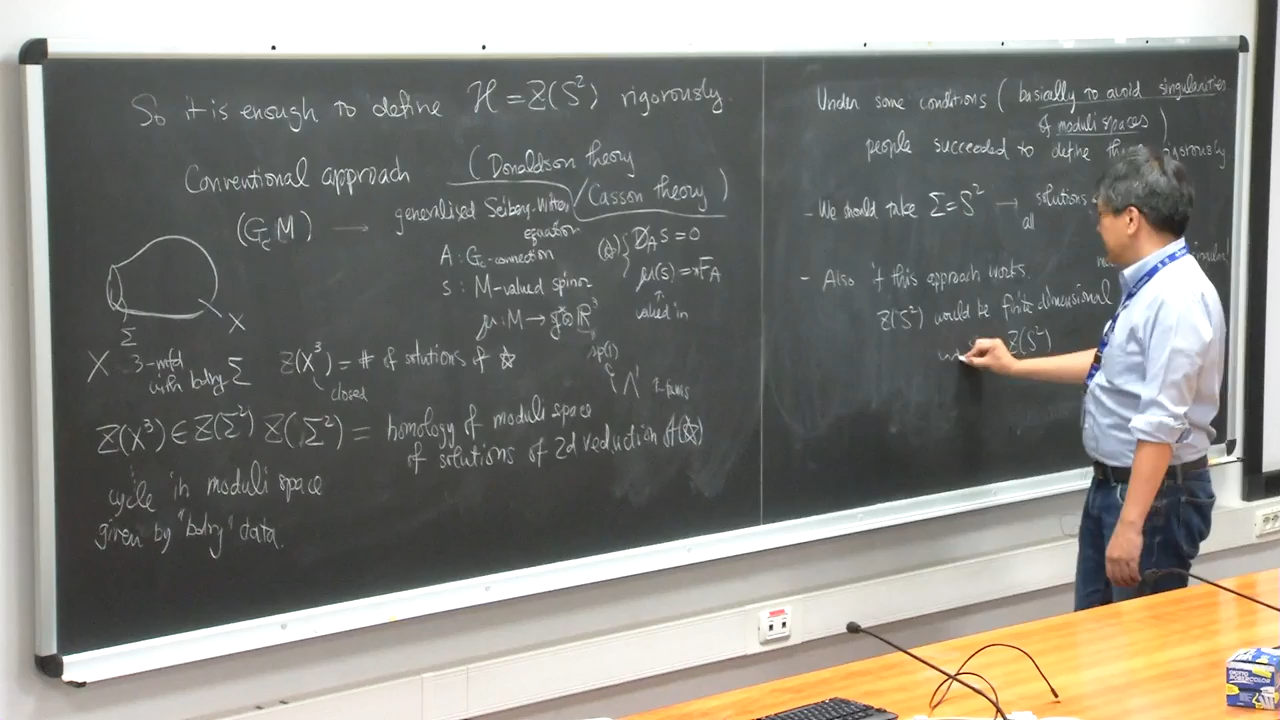 So it is enough to define H = Z(S²) rigorously.
Conventional approach (Donaldson theory
/Casson theory)
(G_c M) → generalised Seiberg-Witten
equation
A : G_c-connection
s : M-valued spinor
μ : M → g⊗R³
(☆) { D_A s = 0
μ(s) = *F_A
valued in
sp(1)
Λ¹ 1-forms
Σ
X
X 3-mfd
with bdry Σ
Z(X³) = # of solutions of ☆
closed
Z(X³) ∈ Z(Σ²) Z(Σ²) = homology of moduli space
of solutions of 2d reduction of (☆)
cycle in moduli space
given by "bdry" data.
Under some conditions ( basically to avoid singularities
of moduli spaces )
people succeeded to define rigorously
- We should take Σ = S² → solutions
all
- Also if this approach works,
Z(S²) would be finite dimensional
Z(S²)
GIOTTO
ROBERCOLOR